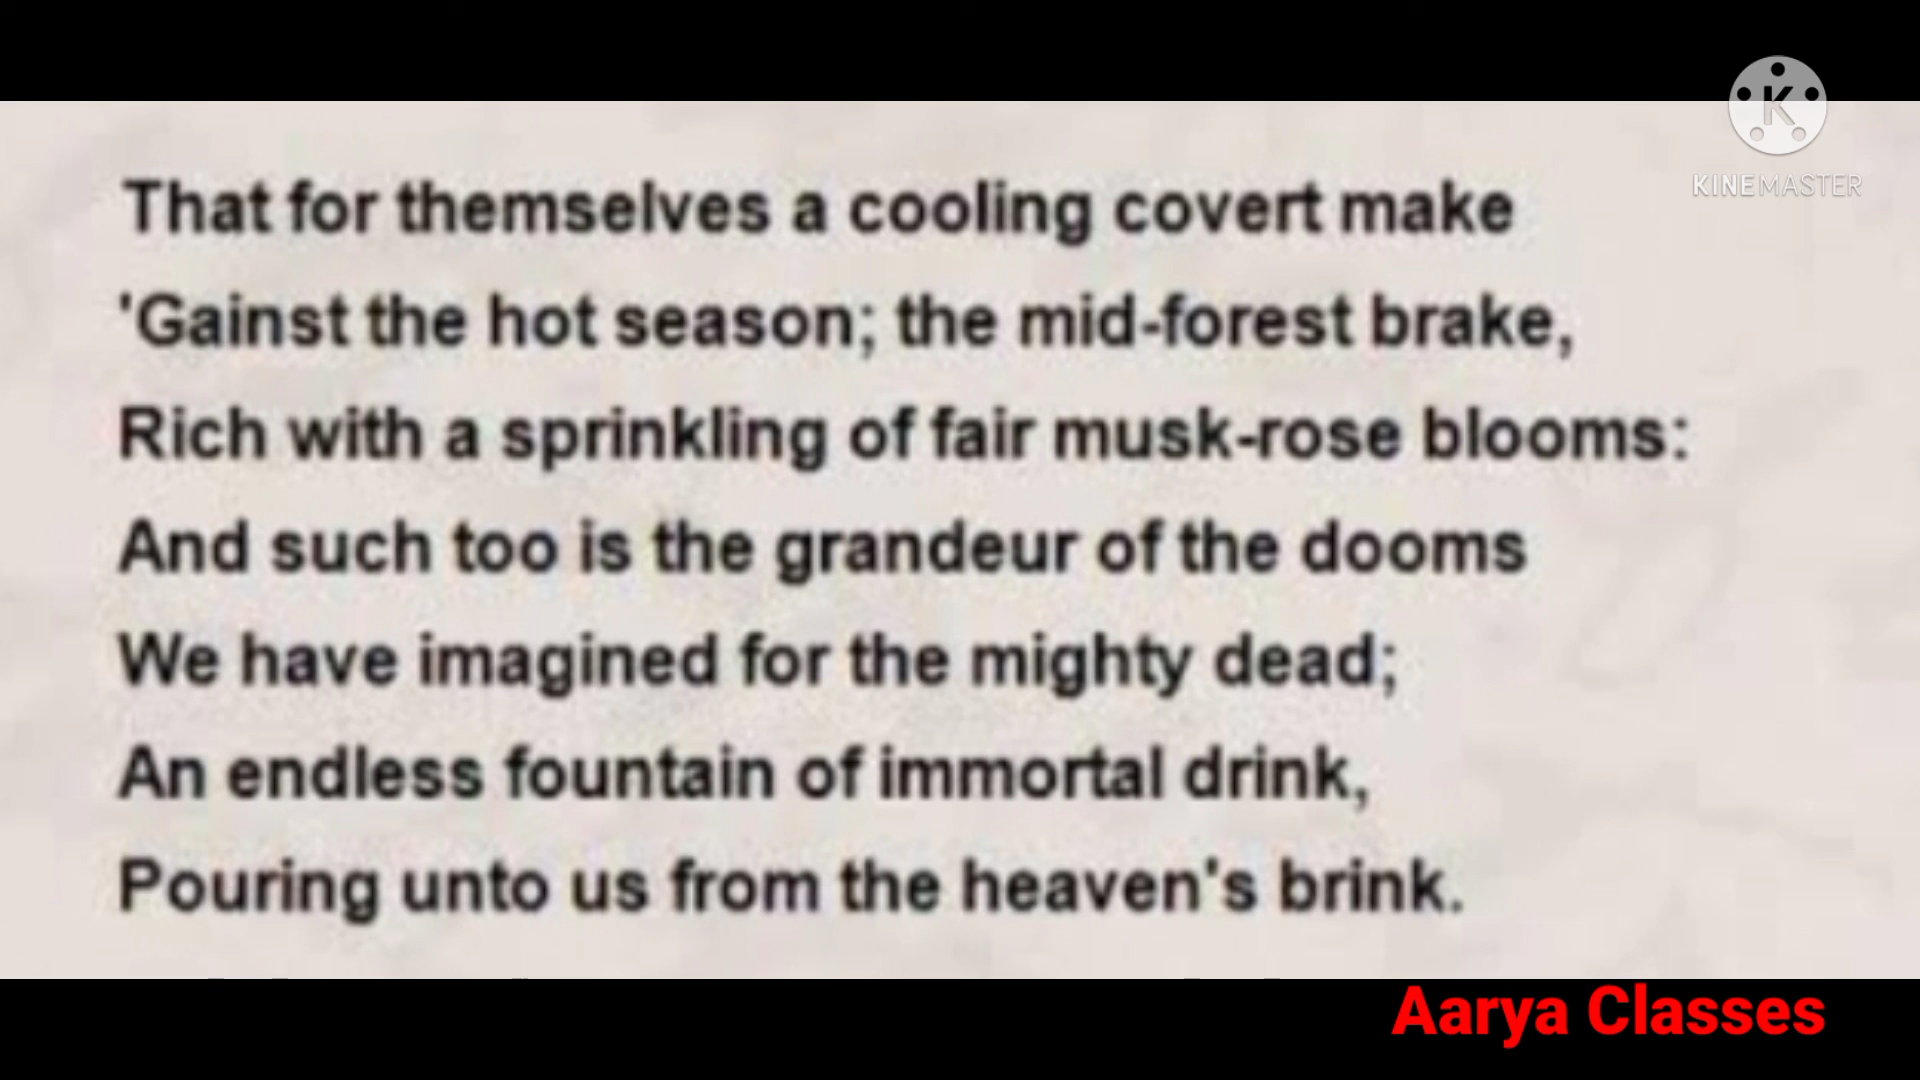 KINEMASTER
That for themselves a cooling covert make
'Gainst the hot season; the mid-forest brake,
Rich with a sprinkling of fair musk-rose blooms:
And such too is the grandeur of the dooms
We have imagined for the mighty dead;
An endless fountain of immortal drink,
Pouring unto us from the heaven's brink.
Aarya Classes